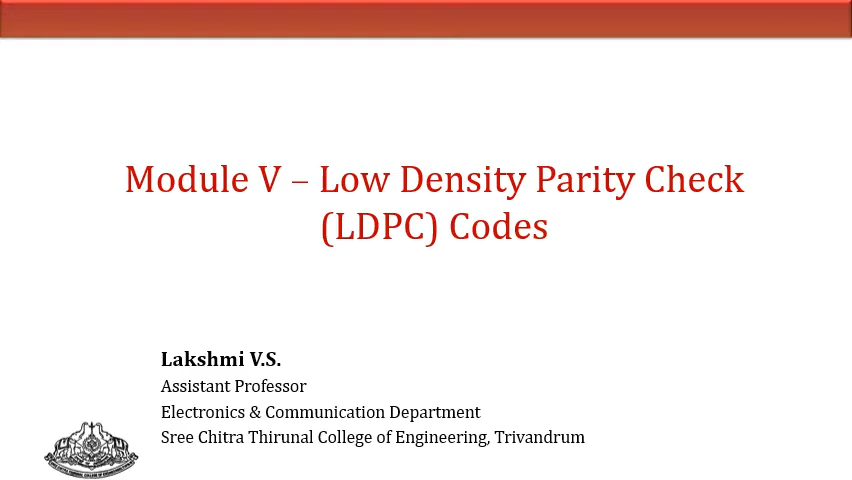 Module V – Low Density Parity Check
(LDPC) Codes
Lakshmi V.S.
Assistant Professor
Electronics & Communication Department
Sree Chitra Thirunal College of Engineering, Trivandrum